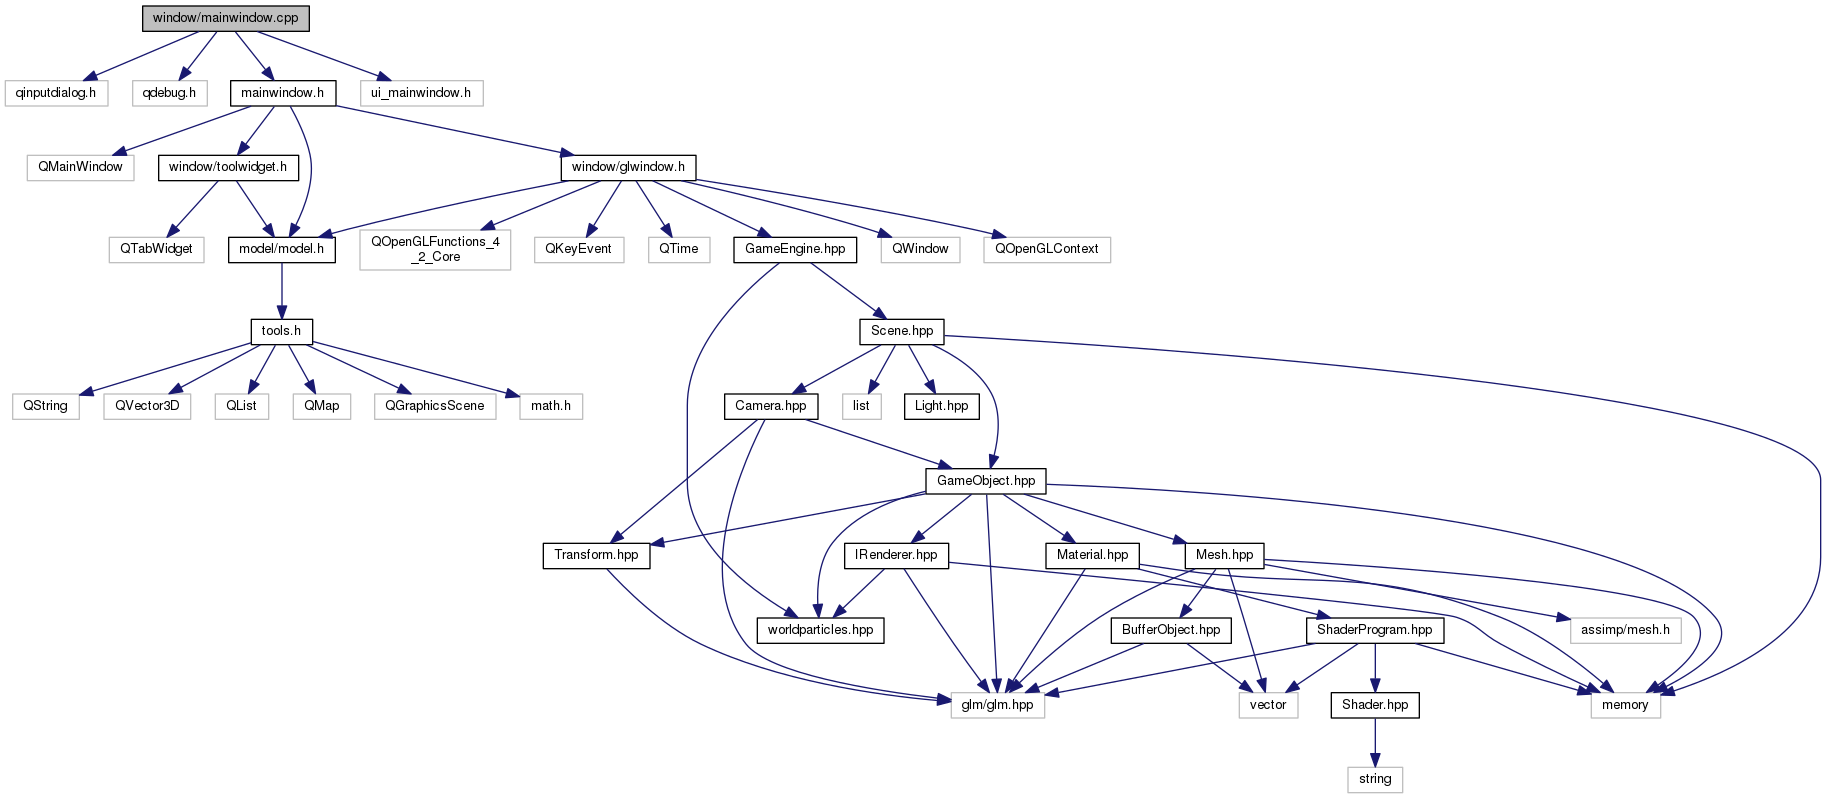 window/mainwindow.cpp
qinputdialog.h
qdebug.h
mainwindow.h
ui_mainwindow.h
QMainWindow
window/toolwidget.h
window/glwindow.h
QTabWidget
model/model.h
QOpenGLFunctions_4
_2_Core
QKeyEvent
QTime
GameEngine.hpp
QWindow
QOpenGLContext
tools.h
Scene.hpp
QString
QVector3D
QList
QMap
QGraphicsScene
math.h
Camera.hpp
list
Light.hpp
GameObject.hpp
Transform.hpp
IRenderer.hpp
Material.hpp
Mesh.hpp
worldparticles.hpp
BufferObject.hpp
ShaderProgram.hpp
assimp/mesh.h
glm/glm.hpp
vector
Shader.hpp
memory
string